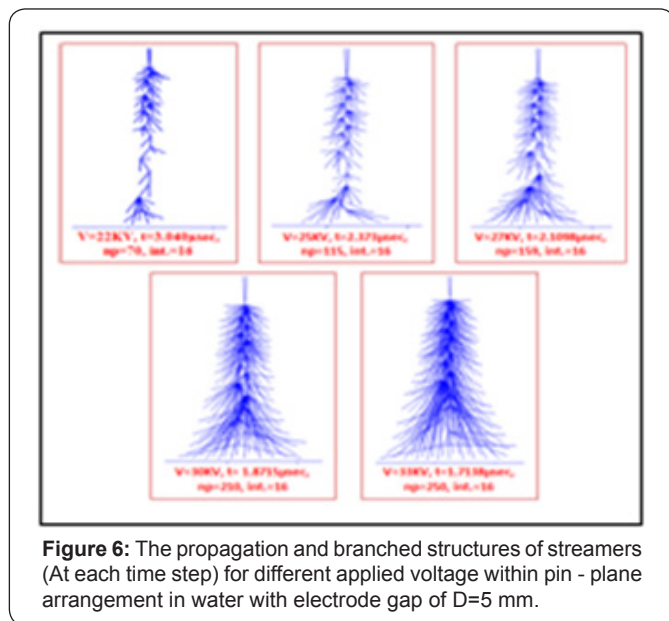 V=22KV, t=3.040µsec,
np=70, int.=16
V=25KV, t=2.373µsec,
np=115, int.=16
V=27KV, t=2.1098µsec,
np=159, int.=16
V=30KV, t= 1.8715µsec,
np=210, int.=16
V=33KV, t=1.7138µsec,
np=250, int.=16
Figure 6: The propagation and branched structures of streamers
(At each time step) for different applied voltage within pin - plane
arrangement in water with electrode gap of D=5 mm.